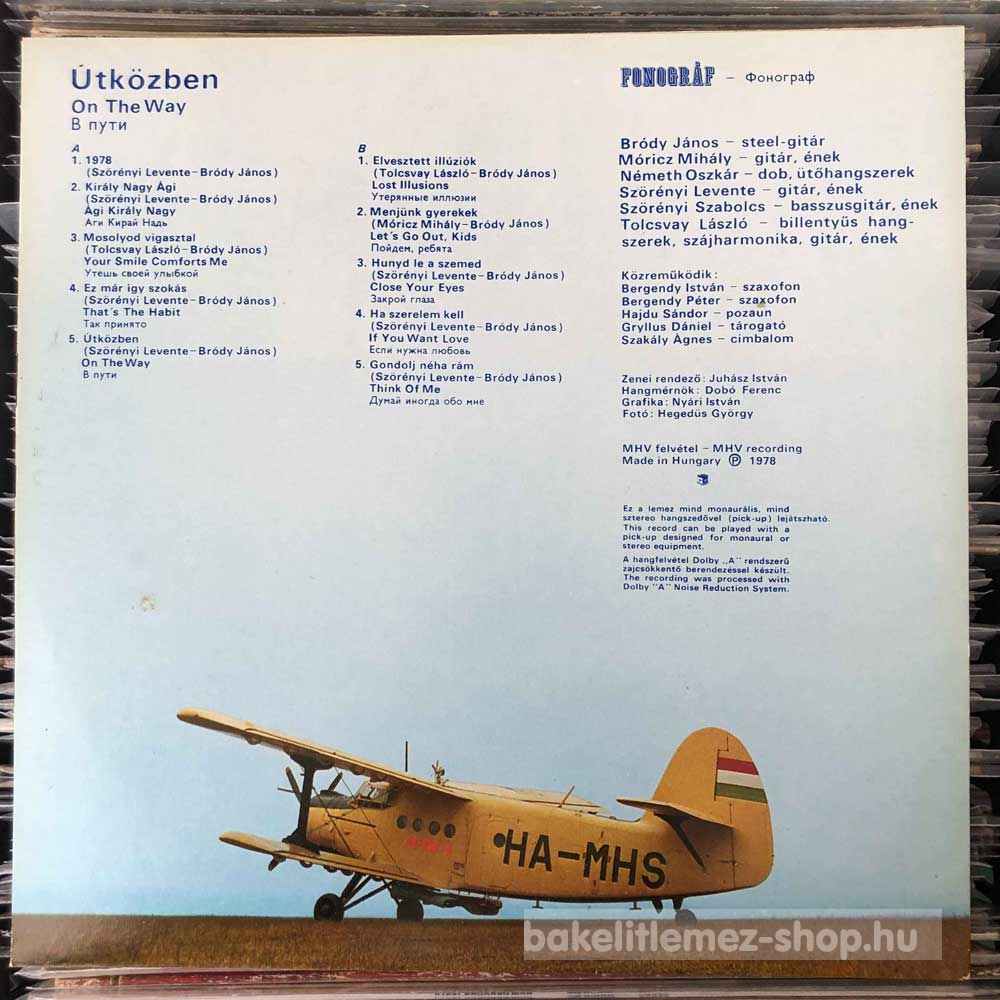 Útközben
On The Way
В пути
A
1. 1978
(Szörényi Levente – Bródy János)
2. Király Nagy Ági
(Szörényi Levente – Bródy János)
Ági Király Nagy
Аги Кирай Надь
3. Mosolyod vigasztal
(Tolcsvay László – Bródy János)
Your Smile Comforts Me
Утешь своей улыбкой
4. Ez már így szokás
(Szörényi Levente – Bródy János)
That's The Habit
Так принято
5. Útközben
(Szörényi Levente – Bródy János)
On The Way
В пути
B
1. Elvesztett illúziók
(Tolcsvay László – Bródy János)
Lost Illusions
Утерянные иллюзии
2. Menjünk gyerekek
(Móricz Mihály – Bródy János)
Let's Go Out, Kids
Пойдем, ребята
3. Hunyd le a szemed
(Szörényi Levente – Bródy János)
Close Your Eyes
Закрой глаза
4. Ha szerelem kell
(Szörényi Levente – Bródy János)
If You Want Love
Если нужна любовь
5. Gondolj néha rám
(Szörényi Levente – Bródy János)
Think Of Me
Думай иногда обо мне
FONOGRÁF – Фонограф
Bródy János – steel-gitár
Móricz Mihály – gitár, ének
Németh Oszkár – dob, ütőhangszerek
Szörényi Levente – gitár, ének
Szörényi Szabolcs – basszusgitár, ének
Tolcsvay László – billentyűs hang-
szerek, szájharmonika, gitár, ének
Közreműködik :
Bergendy István – szaxofon
Bergendy Péter – szaxofon
Hajdu Sándor – pozaun
Gryllus Dániel – tárogató
Szakály Ágnes – cimbalom
Zenei rendező : Juhász István
Hangmérnök : Dobó Ferenc
Grafika : Nyári István
Fotó : Hegedüs György
MHV felvétel – MHV recording
Made in Hungary Ⓟ 1978
Ez a lemez mind monaurális, mind
sztereo hangszedővel (pick-up) lejátszható.
This record can be played with a
pick-up designed for monaural or
stereo equipment.
A hangfelvétel Dolby „A" rendszerű
zajcsökkentő berendezéssel készült.
The recording was processed with
Dolby "A" Noise Reduction System.
HA-MHS
bakelitlemez-shop.hu